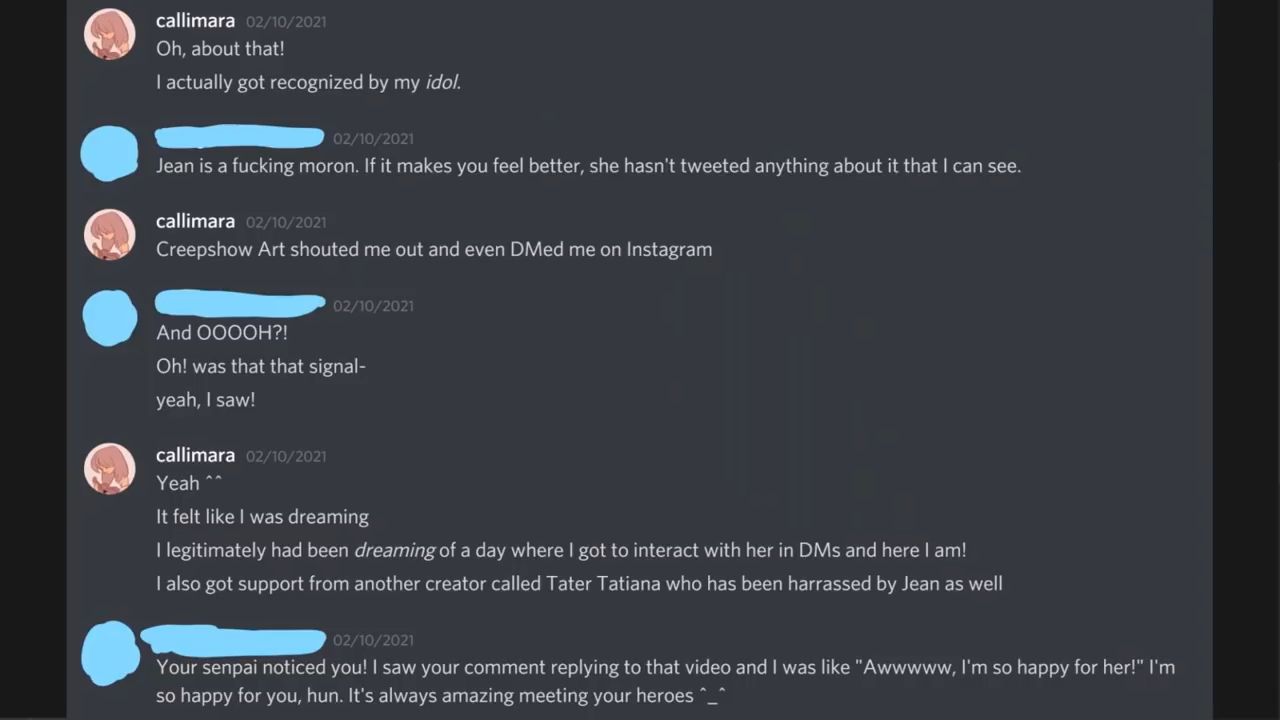 callimara 02/10/2021
Oh, about that!
I actually got recognized by my idol.
02/10/2021
Jean is a fucking moron. If it makes you feel better, she hasn't tweeted anything about it that I can see.
callimara 02/10/2021
Creepshow Art shouted me out and even DMed me on Instagram
02/10/2021
And OOOOH?!
Oh! was that that signal-
yeah, I saw!
callimara 02/10/2021
Yeah ^^
It felt like I was dreaming
I legitimately had been dreaming of a day where I got to interact with her in DMs and here I am!
I also got support from another creator called Tater Tatiana who has been harrassed by Jean as well
02/10/2021
Your senpai noticed you! I saw your comment replying to that video and I was like "Awwwww, I'm so happy for her!" I'm
so happy for you, hun. It's always amazing meeting your heroes ^_^